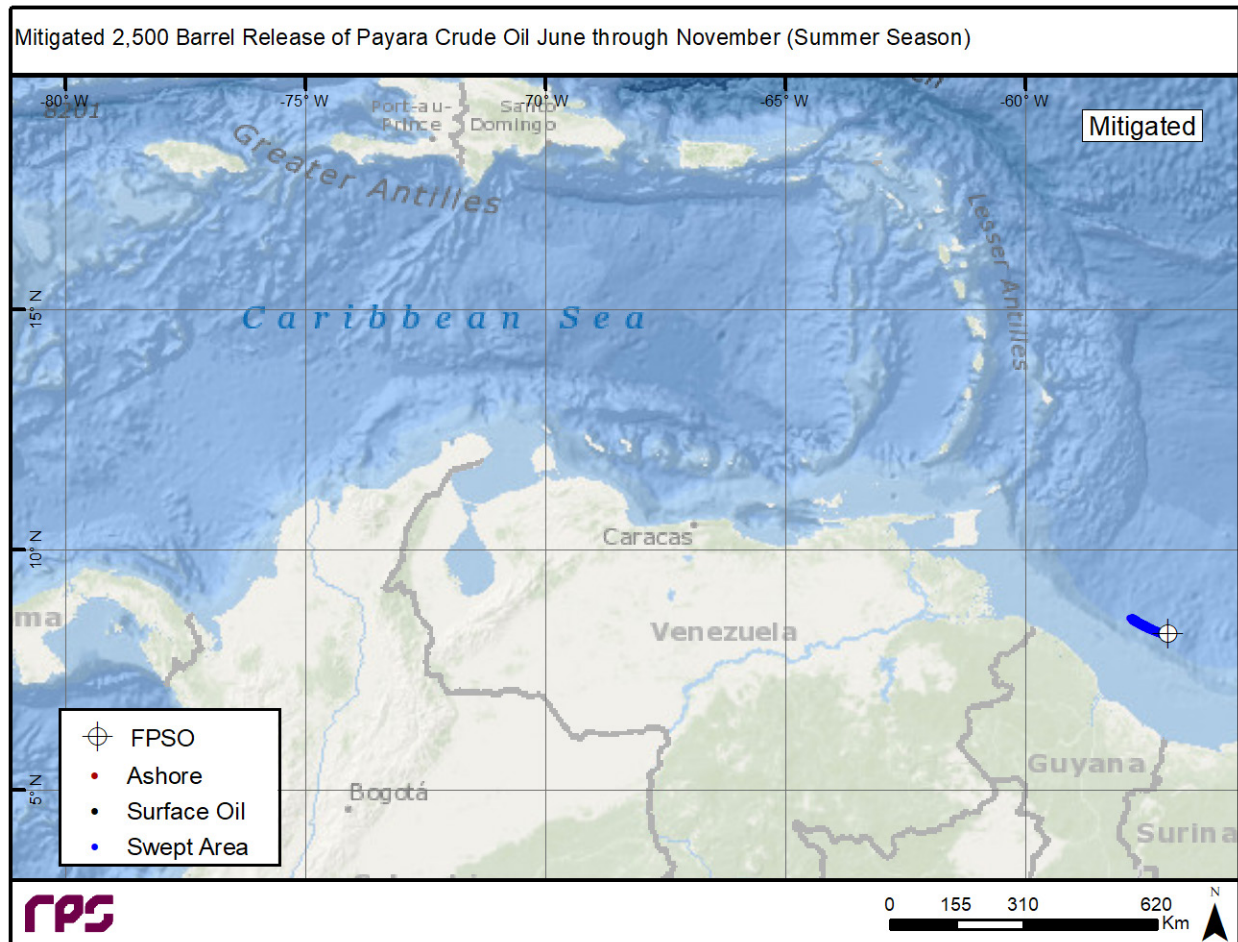 Mitigated 2,500 Barrel Release of Payara Crude Oil June through November (Summer Season)
-80° W
-75° W
-70° W
-65° W
-60° W
8201
Port-au-
Prince
Santo
Domingo
Mitigated
Greater Antilles
Lesser Antilles
15° N
Caribbean Sea
10° N
Caracas
ma
Venezuela
FPSO
Ashore
Surface Oil
Swept Area
5° N
Bogotá
Guyana
Surina
rps
0 155 310 620
Km
N